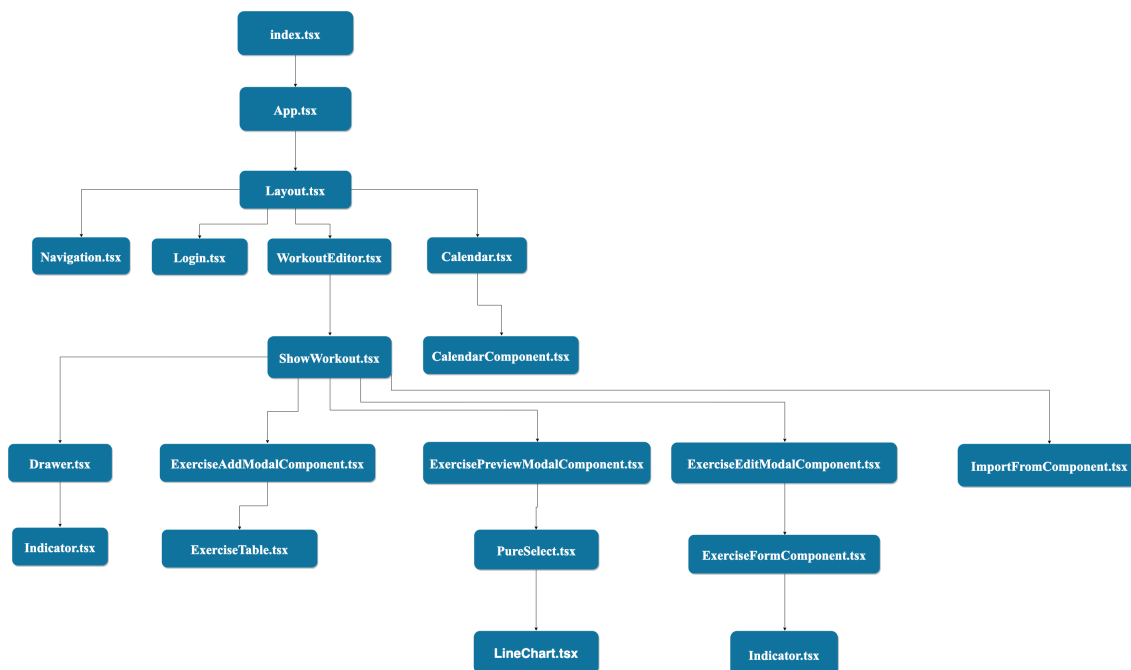 index.tsx
App.tsx
Layout.tsx
Navigation.tsx
Login.tsx
WorkoutEditor.tsx
Calendar.tsx
ShowWorkout.tsx
CalendarComponent.tsx
Drawer.tsx
ExerciseAddModalComponent.tsx
ExercisePreviewModalComponent.tsx
ExerciseEditModalComponent.tsx
ImportFromComponent.tsx
Indicator.tsx
ExerciseTable.tsx
PureSelect.tsx
ExerciseFormComponent.tsx
LineChart.tsx
Indicator.tsx